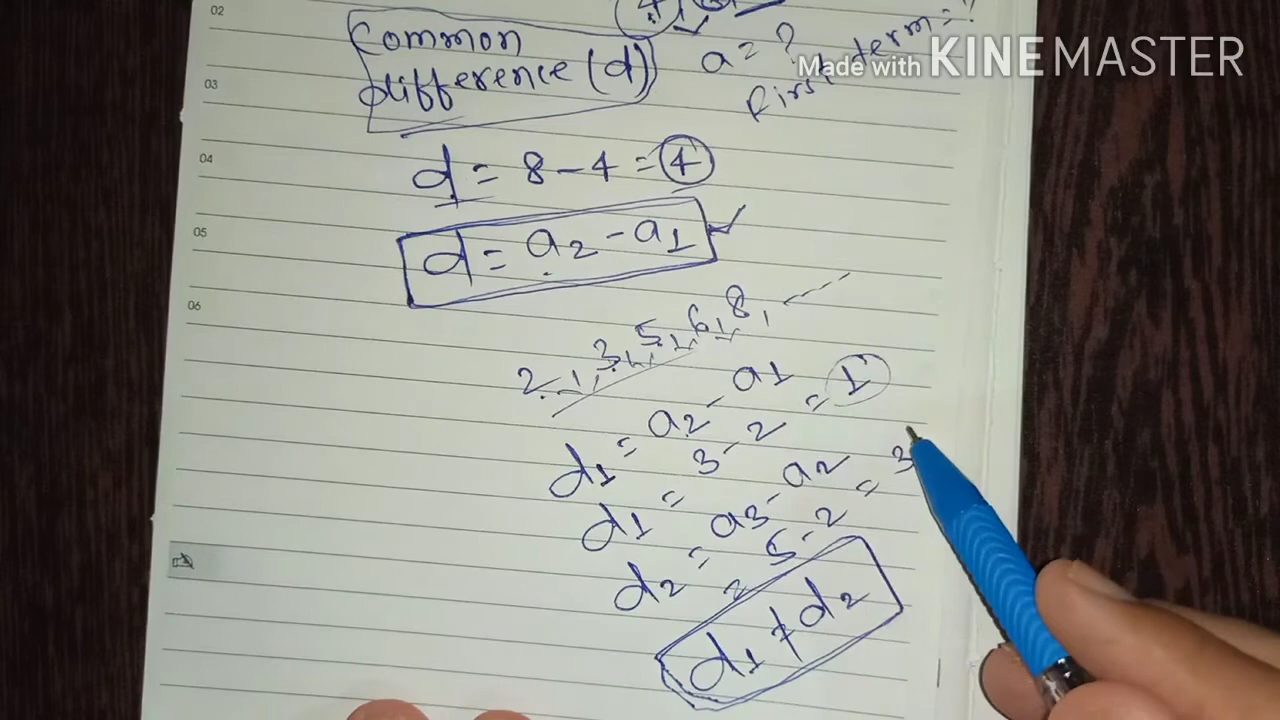 02
common
difference (d)
a = ?
First term = ?
Made with KINEMASTER
03
04
d = 8 - 4 = 4
05
d = a2 - a1
06
2, 3, 5, 6, 8,
d1 = a2 - a1
d1 = 3 - 2 = 1
d2 = a3 - a2
= 5 - 2 = 3
d1 ≠ d2